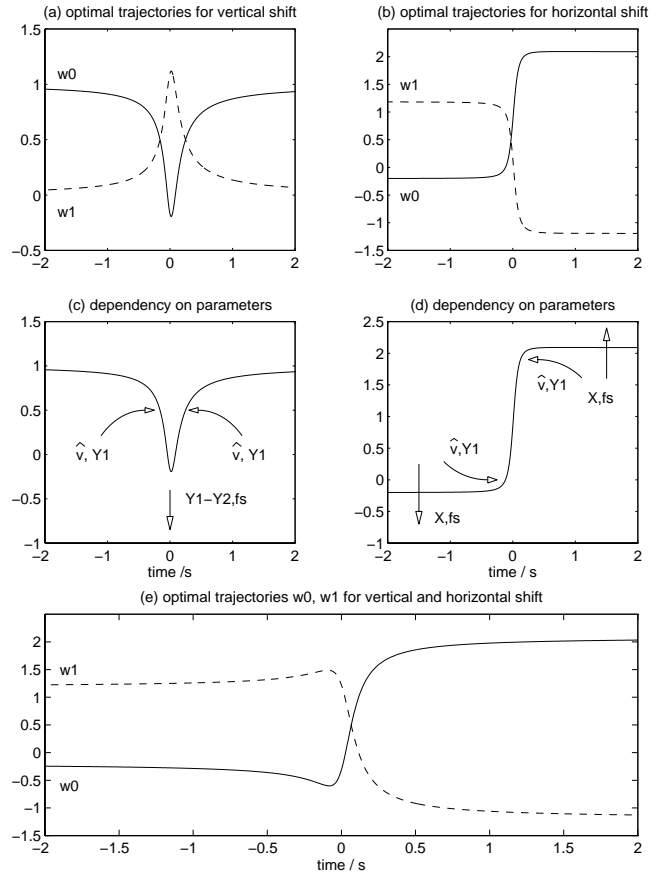 (a) optimal trajectories for vertical shift
1.5
w0
1
0.5
0
w1
−0.5
−2 −1 0 1 2
(b) optimal trajectories for horizontal shift
2
w1
1.5
1
0.5
0
w0
−0.5
−1
−1.5
−2 −1 0 1 2
(c) dependency on parameters
1.5
1
0.5
v̂, Y1
v̂, Y1
0
−0.5
Y1−Y2,fs
−1
−2 −1 0 1 2
time /s
(d) dependency on parameters
2.5
2
v̂,Y1
X,fs
1.5
1
0.5
v̂,Y1
0
−0.5
X,fs
−1
−2 −1 0 1 2
time /s
(e) optimal trajectories w0, w1 for vertical and horizontal shift
2
w1
1.5
1
0.5
0
−0.5
w0
−1
−1.5
−2 −1.5 −1 −0.5 0 0.5 1 1.5 2
time / s